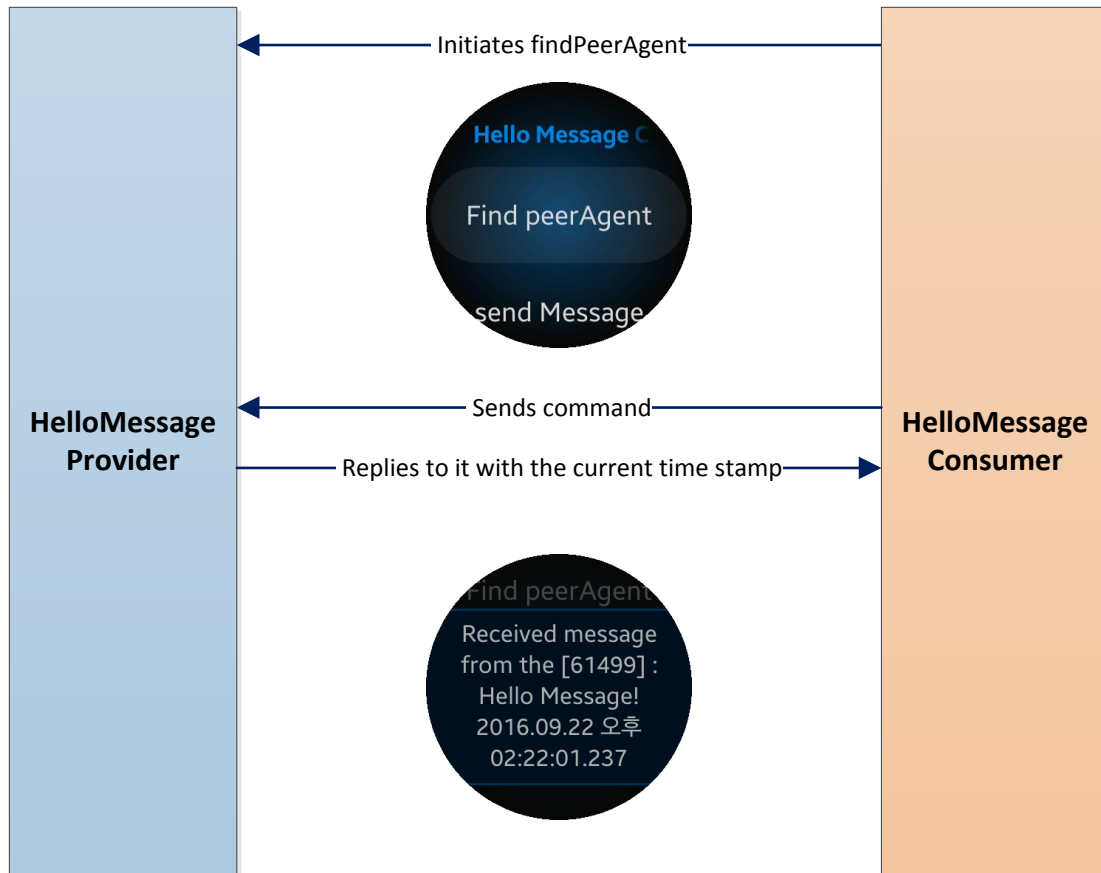 Initiates findPeerAgent
Hello Message C
Find peerAgent
send Message
HelloMessage
Provider
Sends command
Replies to it with the current time stamp
HelloMessage
Consumer
Find peerAgent
Received message
from the [61499] :
Hello Message!
2016.09.22 오후
02:22:01.237